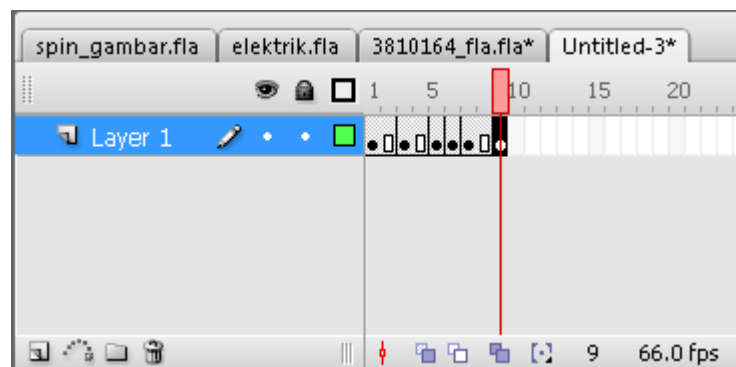 spin_gambar.fla elektrik.fla 3810164_fla.fla* Untitled-3*
1 5 10 15 20
Layer 1
9 66.0 fps